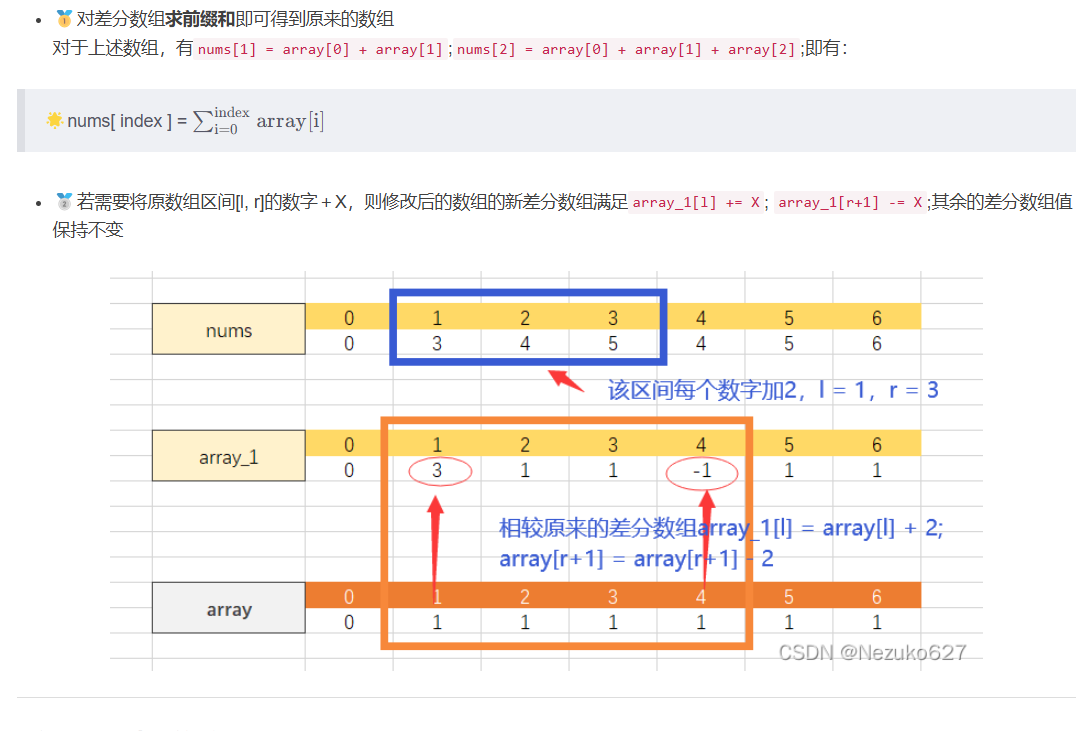 对差分数组求前缀和即可得到原来的数组
对于上述数组，有 nums[1] = array[0] + array[1] ; nums[2] = array[0] + array[1] + array[2] ;即有：
nums[ index ] = ∑_{i=0}^{index} array[i]
若需要将原数组区间[l, r]的数字 + X，则修改后的数组的新差分数组满足 array_1[l] += X ; array_1[r+1] -= X ;其余的差分数组值
保持不变
nums 0 1 2 3 4 5 6
0 3 4 5 4 5 6
该区间每个数字加2，l = 1，r = 3
array_1 0 1 2 3 4 5 6
0 3 1 1 -1 1 1
相较原来的差分数组array_1[l] = array[l] + 2;
array[r+1] = array[r+1] - 2
array 0 1 2 3 4 5 6
0 1 1 1 1 1 1
CSDN @Nezuko627